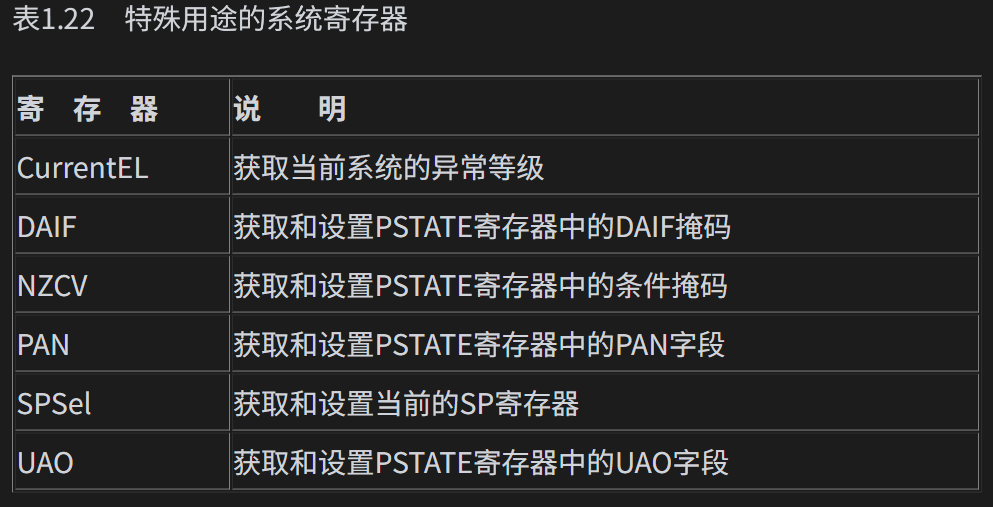 表1.22 特殊用途的系统寄存器
寄 存 器 说 明
CurrentEL 获取当前系统的异常等级
DAIF 获取和设置PSTATE寄存器中的DAIF掩码
NZCV 获取和设置PSTATE寄存器中的条件掩码
PAN 获取和设置PSTATE寄存器中的PAN字段
SPSel 获取和设置当前的SP寄存器
UAO 获取和设置PSTATE寄存器中的UAO字段